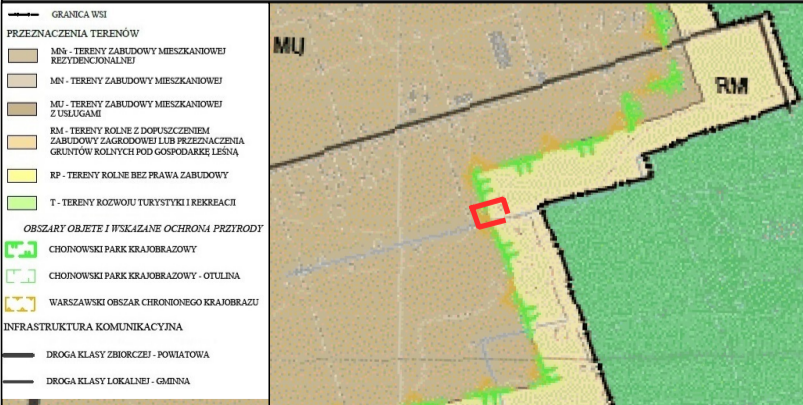 GRANICA WSI
PRZEZNACZENIA TERENÓW
MNr - TERENY ZABUDOWY MIESZKANIOWEJ
REZYDENCJONALNEJ
MN - TERENY ZABUDOWY MIESZKANIOWEJ
MU - TERENY ZABUDOWY MIESZKANIOWEJ
Z USŁUGAMI
RM - TERENY ROLNE Z DOPUSZCZENIEM
ZABUDOWY ZAGRODOWEJ LUB PRZEZNACZENIA
GRUNTÓW ROLNYCH POD GOSPODARKĘ LEŚNĄ
RP - TERENY ROLNE BEZ PRAWA ZABUDOWY
T - TERENY ROZWOJU TURYSTYKI I REKREACJI
OBSZARY OBJETE I WSKAZANE OCHRONA PRZYRODY
CHOJNOWSKI PARK KRAJOBRAZOWY
CHOJNOWSKI PARK KRAJOBRAZOWY - OTULINA
WARSZAWSKI OBSZAR CHRONIONEGO KRAJOBRAZU
INFRASTRUKTURA KOMUNIKACYJNA
DROGA KLASY ZBIORCZEJ - POWIATOWA
DROGA KLASY LOKALNEJ - GMINNA
MU
RM